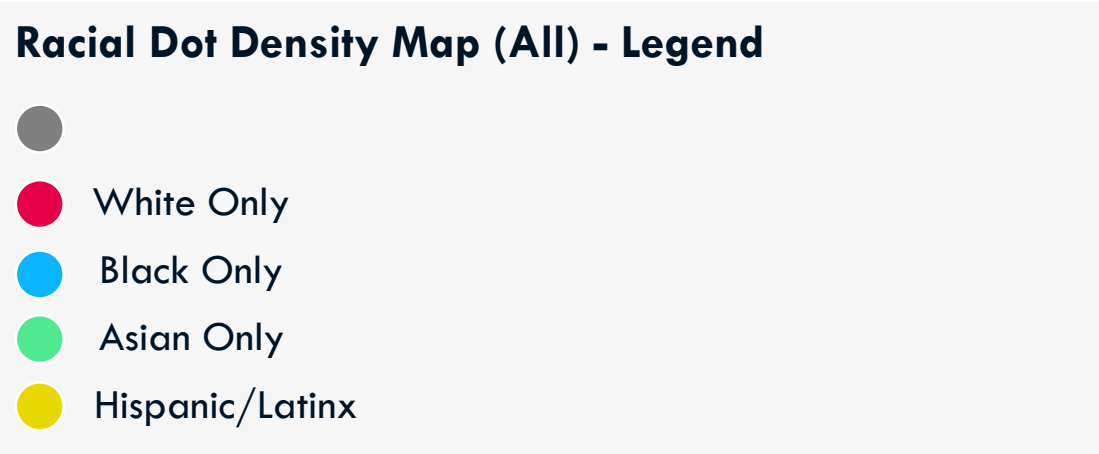 Racial Dot Density Map (All) - Legend
White Only
Black Only
Asian Only
Hispanic/Latinx